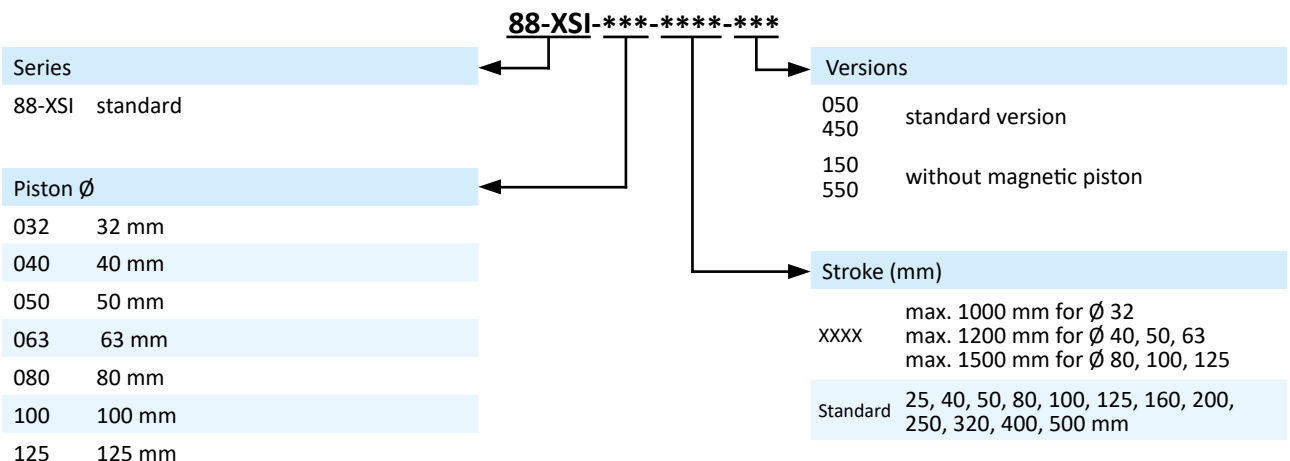 88-XSI-***-****-***
Series
88-XSI standard
Piston Ø
032 32 mm
040 40 mm
050 50 mm
063 63 mm
080 80 mm
100 100 mm
125 125 mm
Versions
050
450
standard version
150
550
without magnetic piston
Stroke (mm)
XXXX
max. 1000 mm for Ø 32
max. 1200 mm for Ø 40, 50, 63
max. 1500 mm for Ø 80, 100, 125
Standard
25, 40, 50, 80, 100, 125, 160, 200,
250, 320, 400, 500 mm